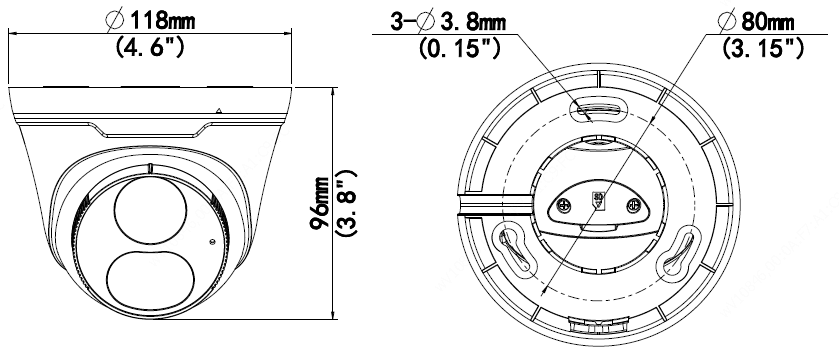 ∅ 118mm
(4.6")
3-∅ 3.8mm
(0.15")
∅ 80mm
(3.15")
96mm
(3.8")